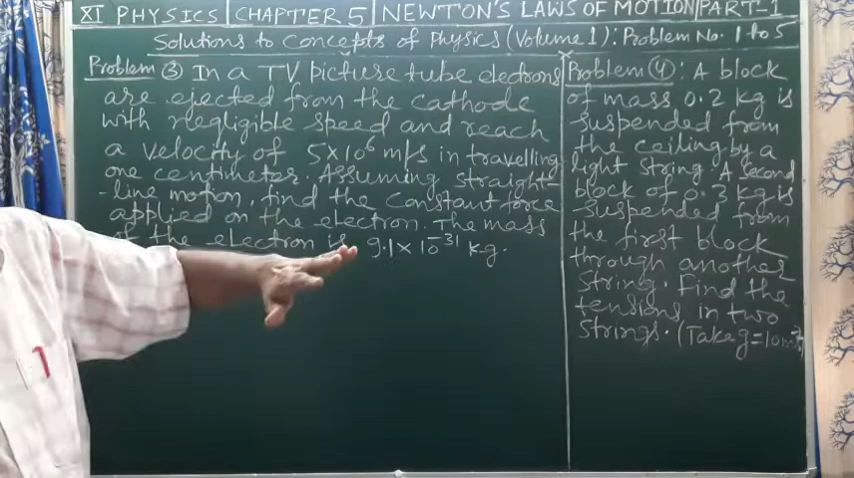 XI PHYSICS | CHAPTER 5 | NEWTON'S LAWS OF MOTION | PART-1
Solutions to Concepts of Physics (Volume 1): Problem No. 1 to 5
Problem ③ In a TV picture tube electrons
are ejected from the cathode
with negligible speed and reach
a velocity of 5×10⁶ m/s in travelling
one centimeter. Assuming straight-
-line motion, find the constant force
applied on the electron. The mass
of the electron is 9.1 × 10⁻³¹ kg.
Problem ④: A block
of mass 0.2 kg is
suspended from
the ceiling by a
light string. A second
block of 0.3 kg is
suspended from
the first block
through another
string. Find the
tensions in two
strings. (Take g=10